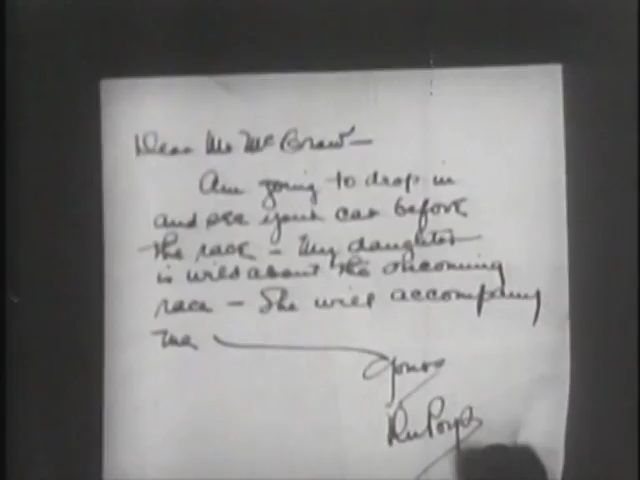 Dear Mr McGraw—
Am going to drop in
and see your car before
the race — My daughter
is wild about the oncoming
race — She will accompany
me
Yours